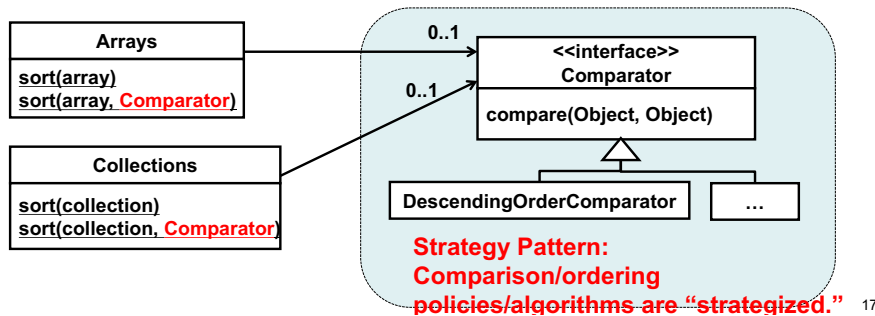 Arrays
sort(array)
sort(array, Comparator)
0..1
<<interface>>
Comparator
compare(Object, Object)
0..1
Collections
sort(collection)
sort(collection, Comparator)
DescendingOrderComparator
…
Strategy Pattern:
Comparison/ordering
policies/algorithms are “strategized.”
17